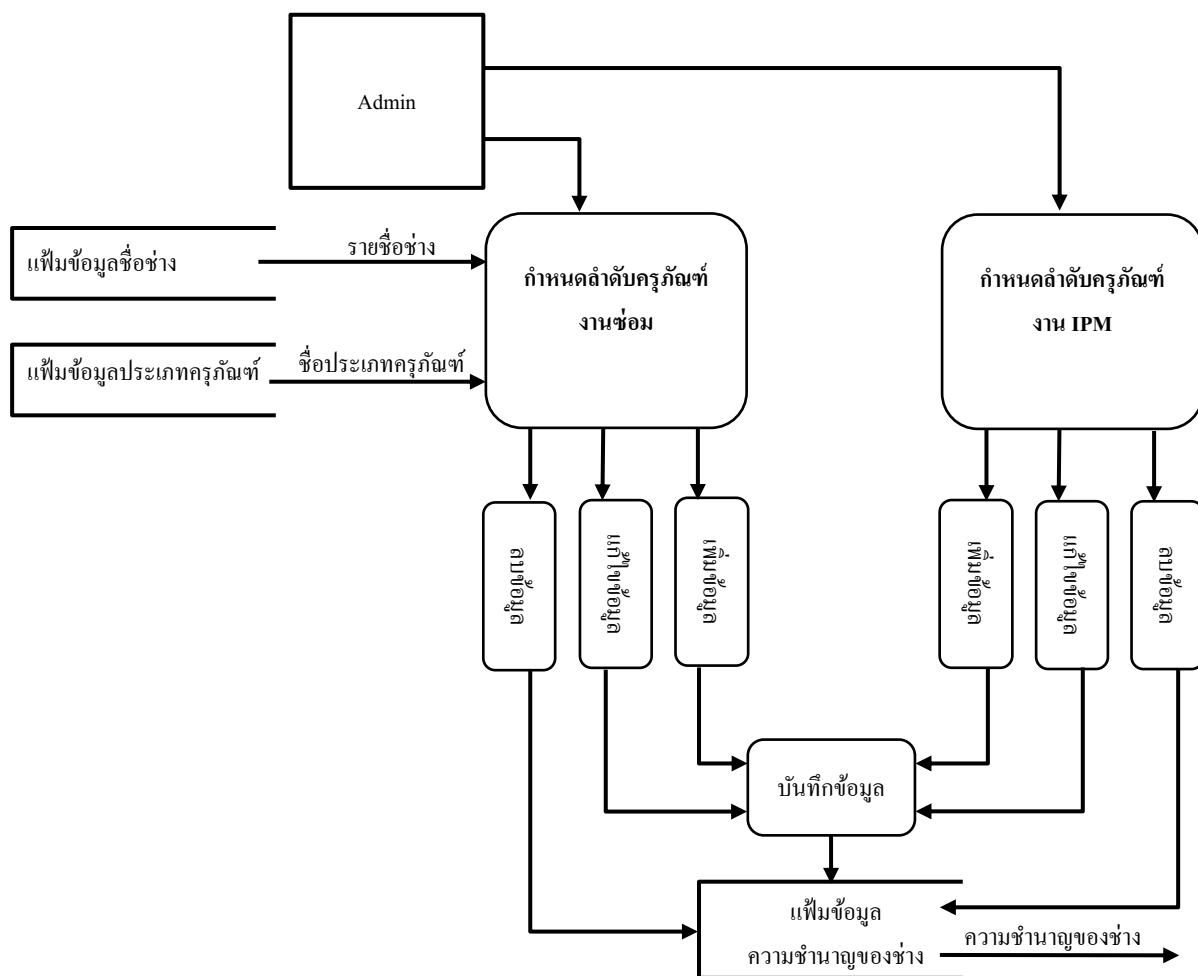 Admin
แฟ้มข้อมูลชื่อช่าง
รายชื่อช่าง
กำหนดลำดับครุภัณฑ์
งานซ่อม
กำหนดลำดับครุภัณฑ์
งาน IPM
แฟ้มข้อมูลประเภทครุภัณฑ์
ชื่อประเภทครุภัณฑ์
ลบข้อมูล
แก้ไขข้อมูล
เพิ่มข้อมูล
เพิ่มข้อมูล
แก้ไขข้อมูล
ลบข้อมูล
บันทึกข้อมูล
แฟ้มข้อมูล
ความชำนาญของช่าง
ความชำนาญของช่าง